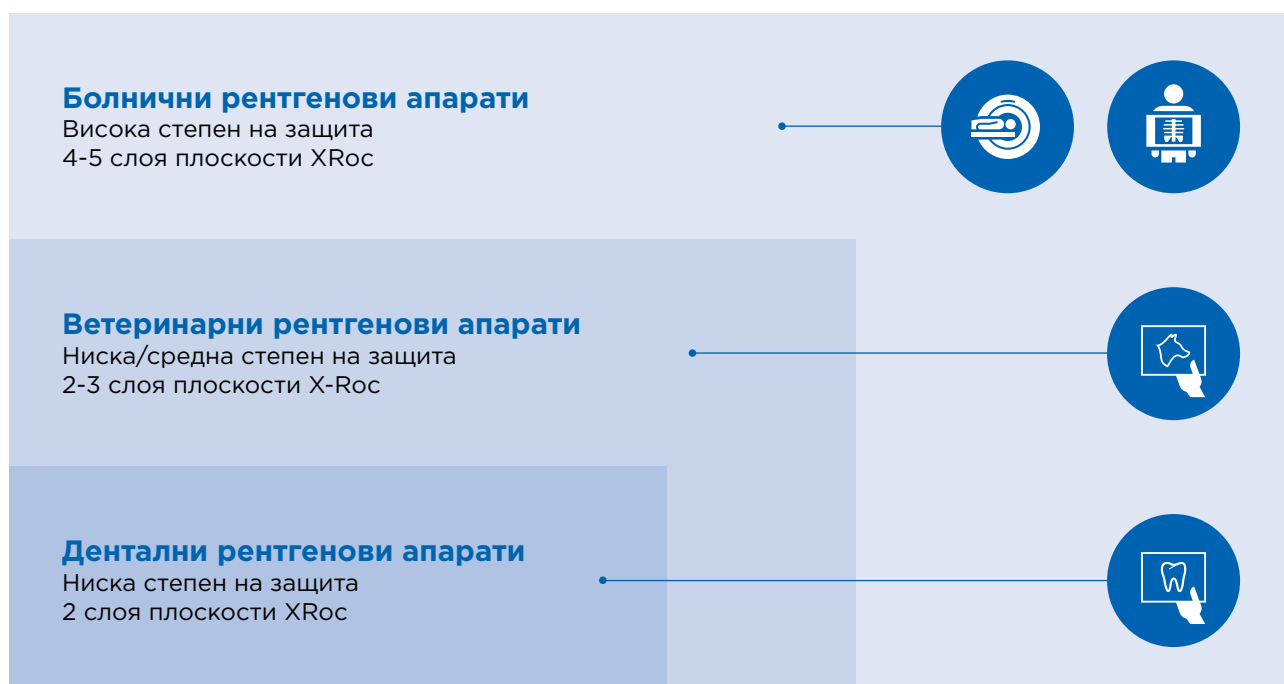 Болнични рентгенови апарати
Висока степен на защита
4-5 слоя плоскости XRoc
Ветеринарни рентгенови апарати
Ниска/средна степен на защита
2-3 слоя плоскости X-Roc
Дентални рентгенови апарати
Ниска степен на защита
2 слоя плоскости XRoc